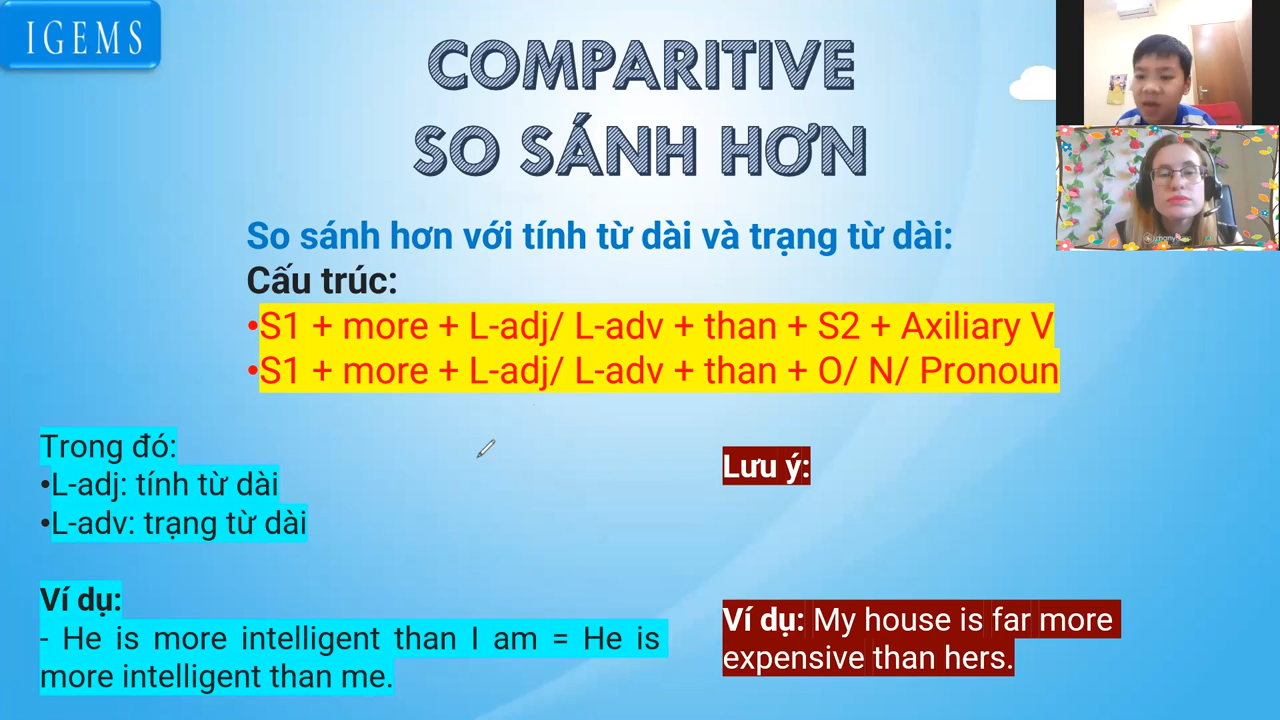 IGEMS
COMPARITIVE
SO SÁNH HƠN
So sánh hơn với tính từ dài và trạng từ dài:
Cấu trúc:
•S1 + more + L-adj/ L-adv + than + S2 + Axiliary V
•S1 + more + L-adj/ L-adv + than + O/ N/ Pronoun
Trong đó:
•L-adj: tính từ dài
•L-adv: trạng từ dài
Lưu ý:
Ví dụ:
- He is more intelligent than I am = He is
more intelligent than me.
Ví dụ: My house is far more
expensive than hers.